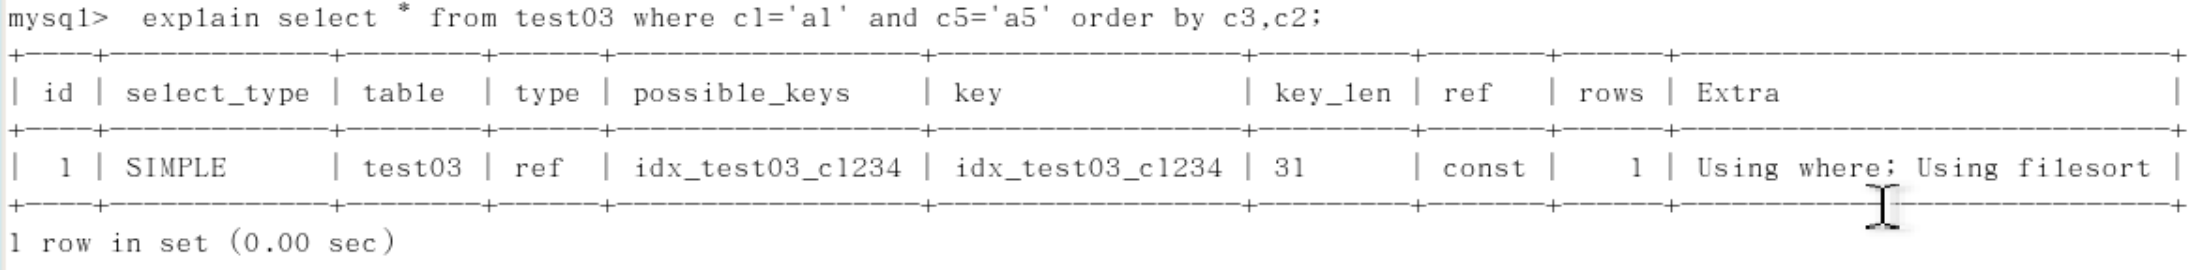 mysql>  explain select * from test03 where c1='a1' and c5='a5' order by c3,c2;
+----+-------------+--------+------+------------------+------------------+---------+-------+------+-----------------------------+
| id | select_type | table  | type | possible_keys    | key              | key_len | ref   | rows | Extra                       |
+----+-------------+--------+------+------------------+------------------+---------+-------+------+-----------------------------+
|  1 | SIMPLE      | test03 | ref  | idx_test03_c1234 | idx_test03_c1234 | 31      | const |    1 | Using where; Using filesort |
+----+-------------+--------+------+------------------+------------------+---------+-------+------+-----------------------------+
1 row in set (0.00 sec)